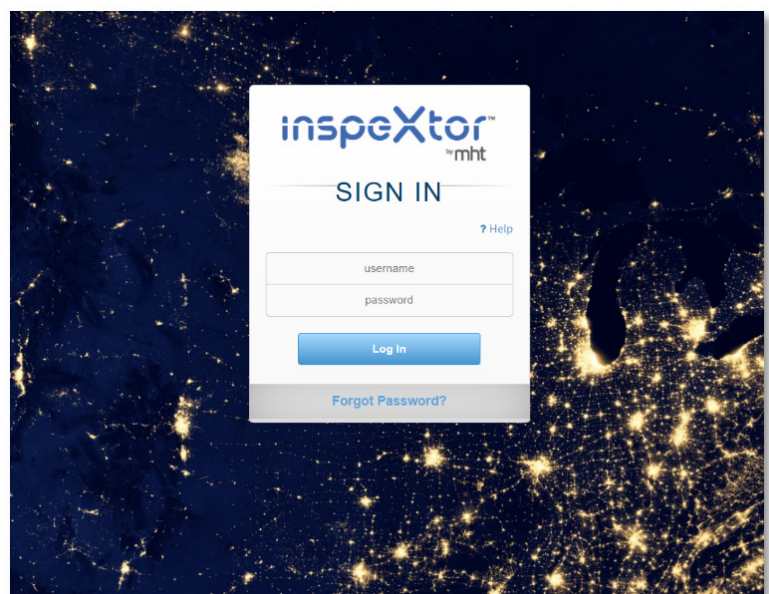 inspeXtor™
by mht
SIGN IN
? Help
username
password
Log In
Forgot Password?